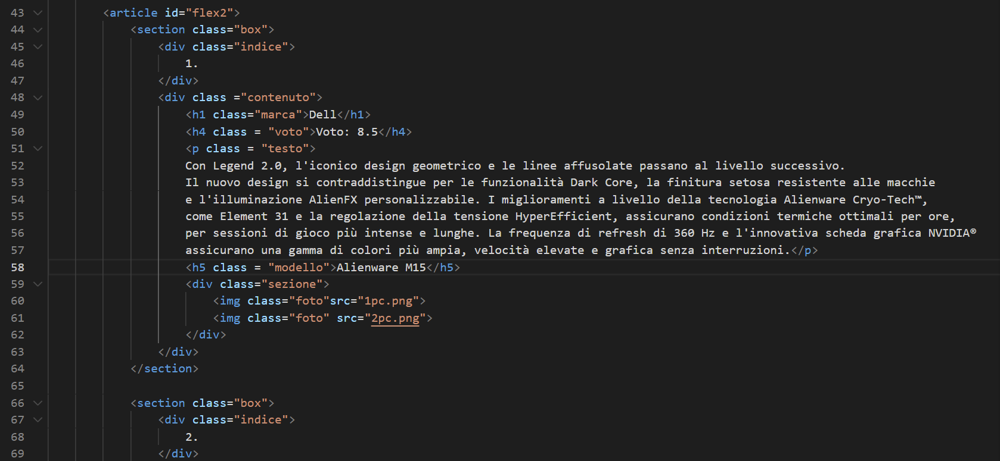 43 <article id="flex2">
44 <section class="box">
45 <div class="indice">
46 1.
47 </div>
48 <div class ="contenuto">
49 <h1 class="marca">Dell</h1>
50 <h4 class = "voto">Voto: 8.5</h4>
51 <p class = "testo">
52 Con Legend 2.0, l'iconico design geometrico e le linee affusolate passano al livello successivo.
53 Il nuovo design si contraddistingue per le funzionalità Dark Core, la finitura setosa resistente alle macchie
54 e l'illuminazione AlienFX personalizzabile. I miglioramenti a livello della tecnologia Alienware Cryo-Tech™,
55 come Element 31 e la regolazione della tensione HyperEfficient, assicurano condizioni termiche ottimali per ore,
56 per sessioni di gioco più intense e lunghe. La frequenza di refresh di 360 Hz e l'innovativa scheda grafica NVIDIA®
57 assicurano una gamma di colori più ampia, velocità elevate e grafica senza interruzioni.</p>
58 <h5 class = "modello">Alienware M15</h5>
59 <div class="sezione">
60 <img class="foto"src="1pc.png">
61 <img class="foto" src="2pc.png">
62 </div>
63 </div>
64 </section>
65
66 <section class="box">
67 <div class="indice">
68 2.
69 </div>